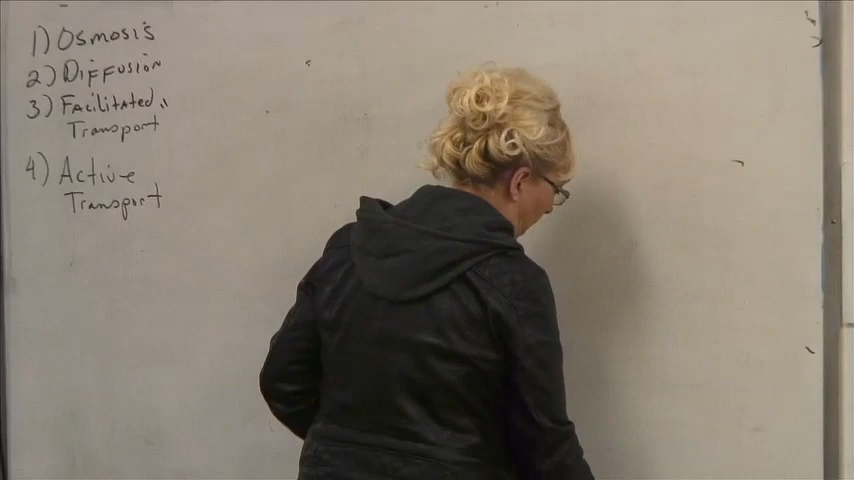 1) Osmosis
2) Diffusion
3) Facilitated
Transport
4) Active
Transport